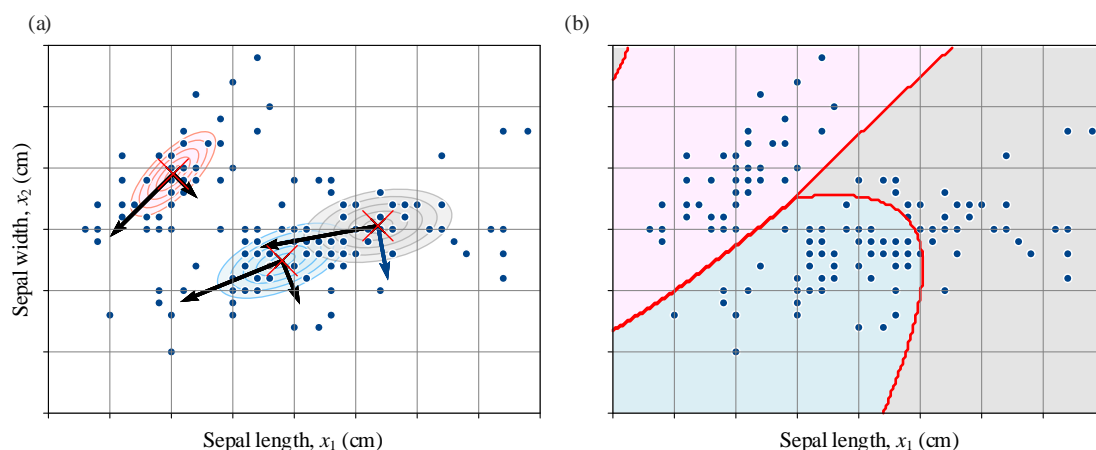 (a)
(b)
Sepal width, x₂ (cm)
Sepal length, x₁ (cm)
Sepal length, x₁ (cm)